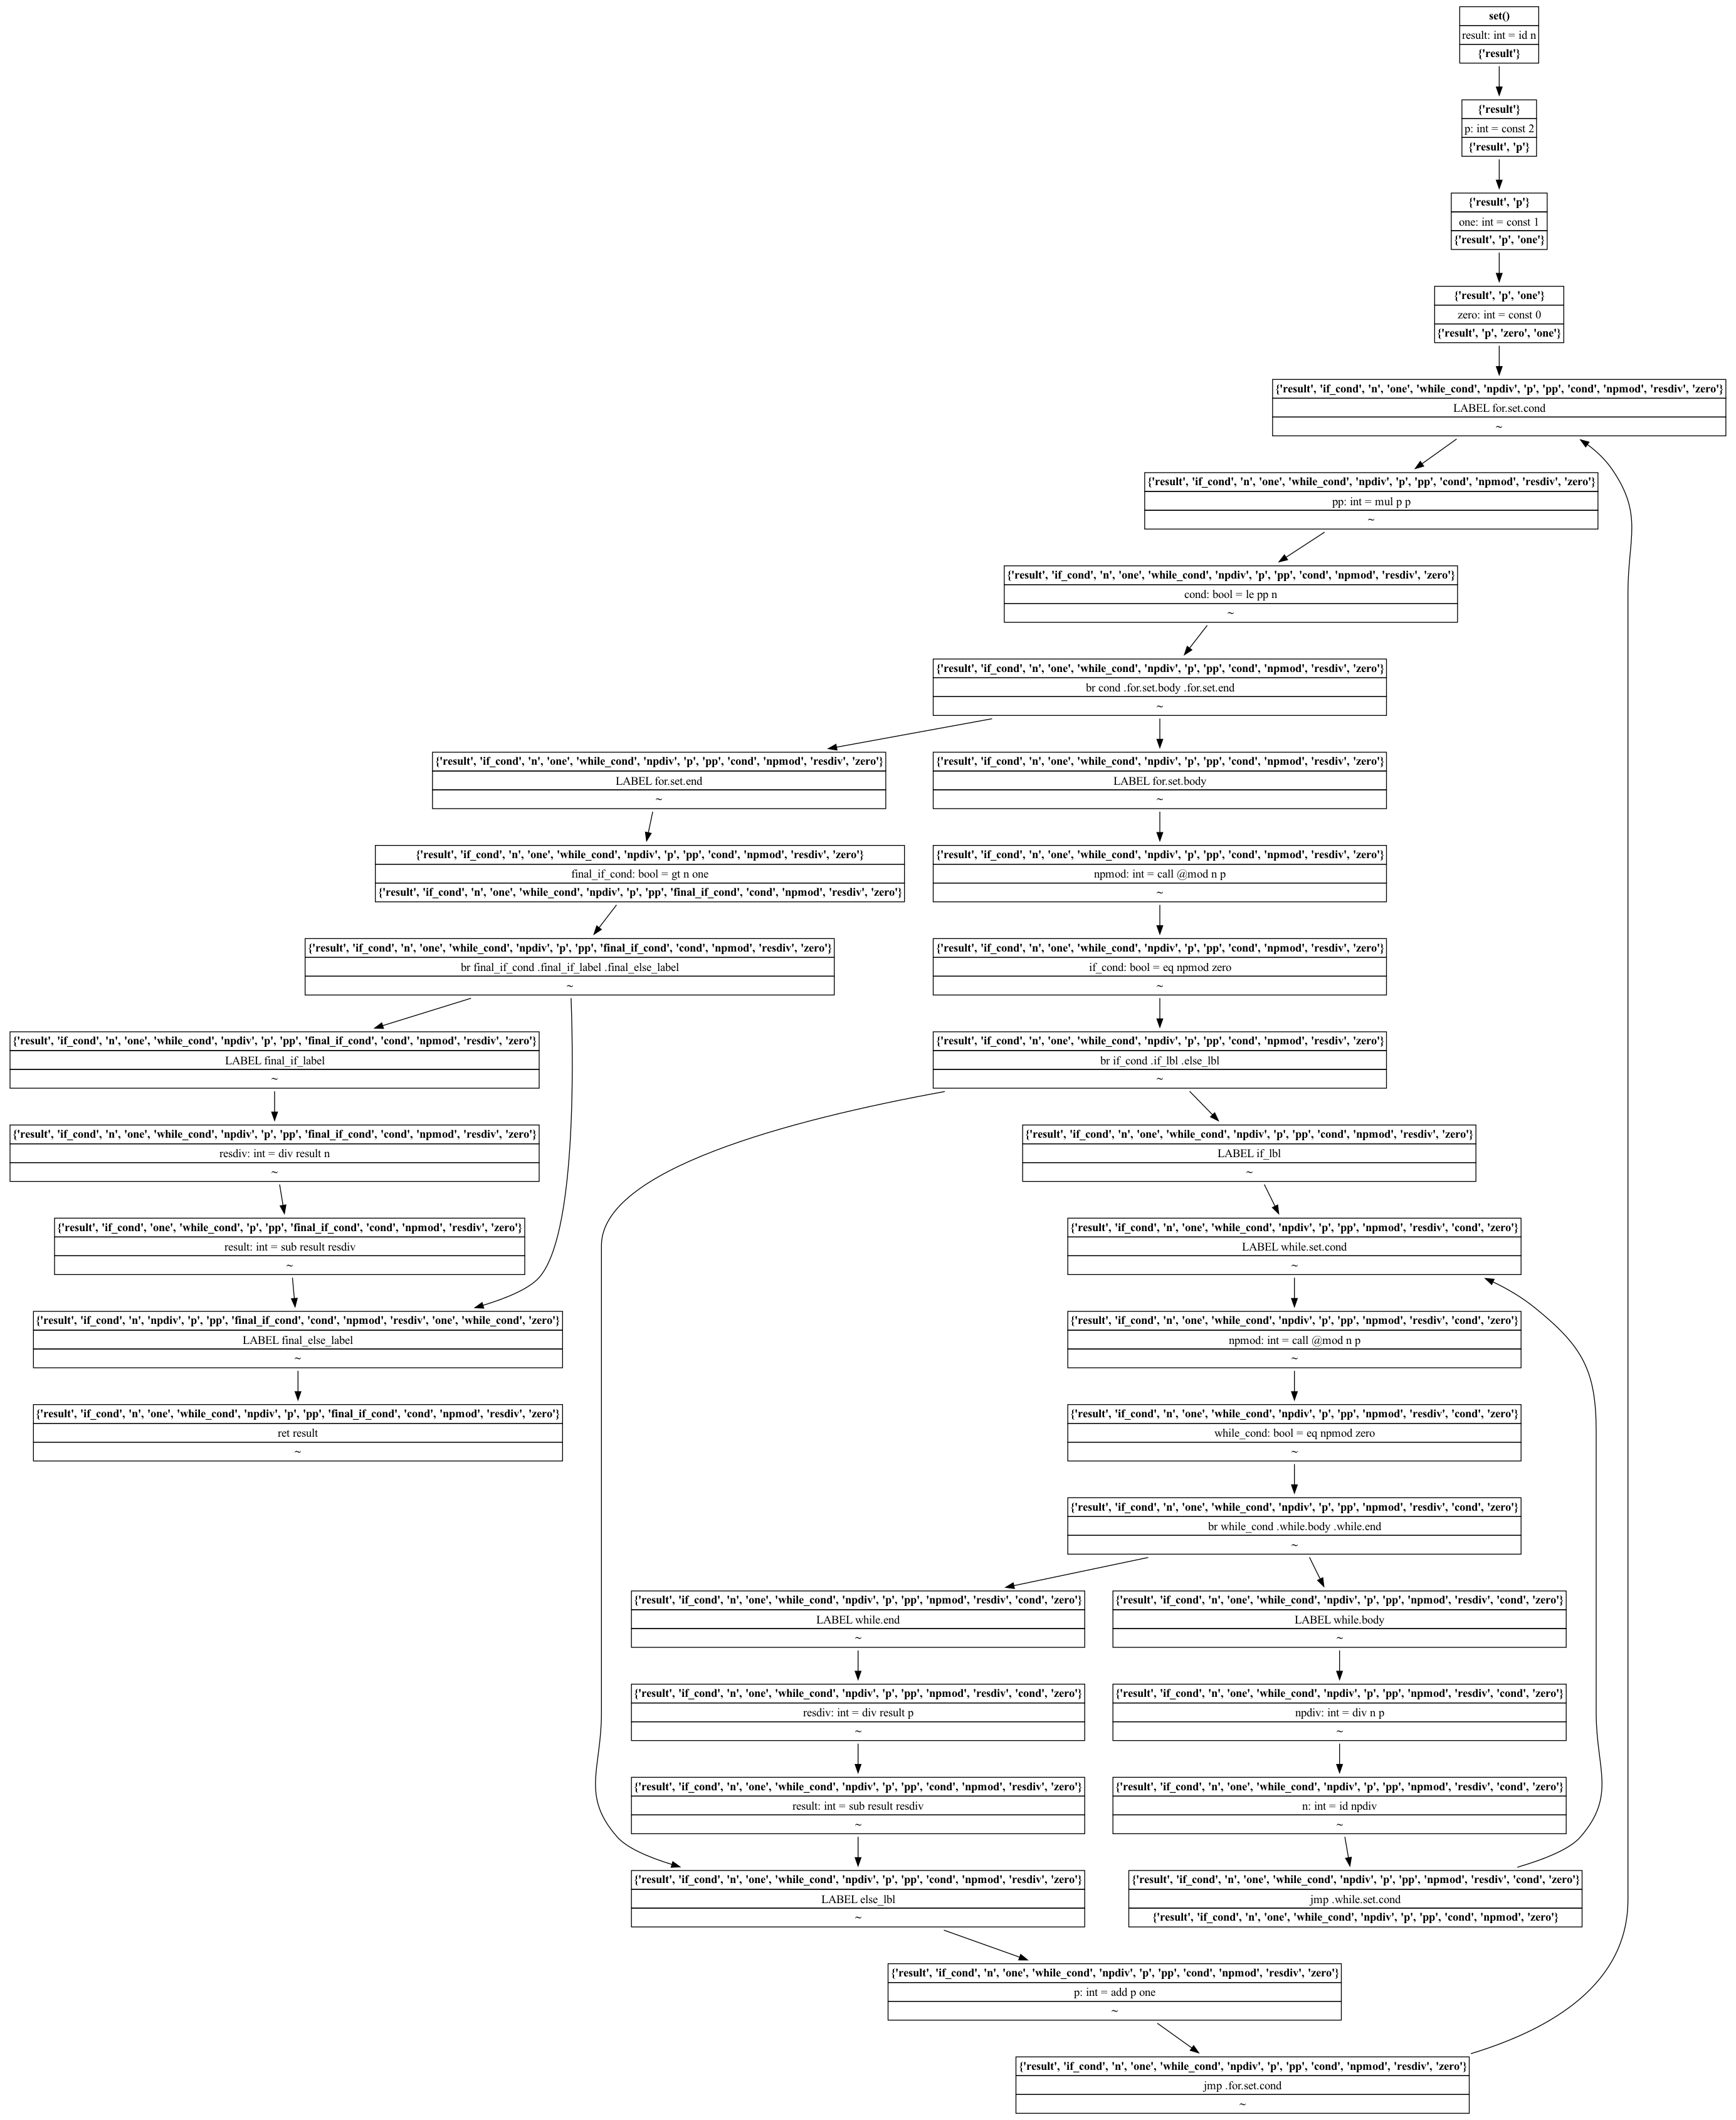 set()
result: int = id n
{'result'}
{'result'}
p: int = const 2
{'result', 'p'}
{'result', 'p'}
one: int = const 1
{'result', 'p', 'one'}
{'result', 'p', 'one'}
zero: int = const 0
{'result', 'p', 'zero', 'one'}
{'result', 'if_cond', 'n', 'one', 'while_cond', 'npdiv', 'p', 'pp', 'cond', 'npmod', 'resdiv', 'zero'}
LABEL for.set.cond
~
{'result', 'if_cond', 'n', 'one', 'while_cond', 'npdiv', 'p', 'pp', 'cond', 'npmod', 'resdiv', 'zero'}
pp: int = mul p p
~
{'result', 'if_cond', 'n', 'one', 'while_cond', 'npdiv', 'p', 'pp', 'cond', 'npmod', 'resdiv', 'zero'}
cond: bool = le pp n
~
{'result', 'if_cond', 'n', 'one', 'while_cond', 'npdiv', 'p', 'pp', 'cond', 'npmod', 'resdiv', 'zero'}
br cond .for.set.body .for.set.end
~
{'result', 'if_cond', 'n', 'one', 'while_cond', 'npdiv', 'p', 'pp', 'cond', 'npmod', 'resdiv', 'zero'}
LABEL for.set.end
~
{'result', 'if_cond', 'n', 'one', 'while_cond', 'npdiv', 'p', 'pp', 'cond', 'npmod', 'resdiv', 'zero'}
final_if_cond: bool = gt n one
{'result', 'if_cond', 'n', 'one', 'while_cond', 'npdiv', 'p', 'pp', 'final_if_cond', 'cond', 'npmod', 'resdiv', 'zero'}
{'result', 'if_cond', 'n', 'one', 'while_cond', 'npdiv', 'p', 'pp', 'final_if_cond', 'cond', 'npmod', 'resdiv', 'zero'}
br final_if_cond .final_if_label .final_else_label
~
{'result', 'if_cond', 'n', 'one', 'while_cond', 'npdiv', 'p', 'pp', 'final_if_cond', 'cond', 'npmod', 'resdiv', 'zero'}
LABEL final_if_label
~
{'result', 'if_cond', 'n', 'one', 'while_cond', 'npdiv', 'p', 'pp', 'final_if_cond', 'cond', 'npmod', 'resdiv', 'zero'}
resdiv: int = div result n
~
{'result', 'if_cond', 'one', 'while_cond', 'p', 'pp', 'final_if_cond', 'cond', 'npmod', 'resdiv', 'zero'}
result: int = sub result resdiv
~
{'result', 'if_cond', 'n', 'npdiv', 'p', 'pp', 'final_if_cond', 'cond', 'npmod', 'resdiv', 'one', 'while_cond', 'zero'}
LABEL final_else_label
~
{'result', 'if_cond', 'n', 'one', 'while_cond', 'npdiv', 'p', 'pp', 'final_if_cond', 'cond', 'npmod', 'resdiv', 'zero'}
ret result
~
{'result', 'if_cond', 'n', 'one', 'while_cond', 'npdiv', 'p', 'pp', 'cond', 'npmod', 'resdiv', 'zero'}
LABEL for.set.body
~
{'result', 'if_cond', 'n', 'one', 'while_cond', 'npdiv', 'p', 'pp', 'cond', 'npmod', 'resdiv', 'zero'}
npmod: int = call @mod n p
~
{'result', 'if_cond', 'n', 'one', 'while_cond', 'npdiv', 'p', 'pp', 'cond', 'npmod', 'resdiv', 'zero'}
if_cond: bool = eq npmod zero
~
{'result', 'if_cond', 'n', 'one', 'while_cond', 'npdiv', 'p', 'pp', 'cond', 'npmod', 'resdiv', 'zero'}
br if_cond .if_lbl .else_lbl
~
{'result', 'if_cond', 'n', 'one', 'while_cond', 'npdiv', 'p', 'pp', 'cond', 'npmod', 'resdiv', 'zero'}
LABEL if_lbl
~
{'result', 'if_cond', 'n', 'one', 'while_cond', 'npdiv', 'p', 'pp', 'npmod', 'resdiv', 'cond', 'zero'}
LABEL while.set.cond
~
{'result', 'if_cond', 'n', 'one', 'while_cond', 'npdiv', 'p', 'pp', 'npmod', 'resdiv', 'cond', 'zero'}
npmod: int = call @mod n p
~
{'result', 'if_cond', 'n', 'one', 'while_cond', 'npdiv', 'p', 'pp', 'npmod', 'resdiv', 'cond', 'zero'}
while_cond: bool = eq npmod zero
~
{'result', 'if_cond', 'n', 'one', 'while_cond', 'npdiv', 'p', 'pp', 'npmod', 'resdiv', 'cond', 'zero'}
br while_cond .while.body .while.end
~
{'result', 'if_cond', 'n', 'one', 'while_cond', 'npdiv', 'p', 'pp', 'npmod', 'resdiv', 'cond', 'zero'}
LABEL while.end
~
{'result', 'if_cond', 'n', 'one', 'while_cond', 'npdiv', 'p', 'pp', 'npmod', 'resdiv', 'cond', 'zero'}
resdiv: int = div result p
~
{'result', 'if_cond', 'n', 'one', 'while_cond', 'npdiv', 'p', 'pp', 'cond', 'npmod', 'resdiv', 'zero'}
result: int = sub result resdiv
~
{'result', 'if_cond', 'n', 'one', 'while_cond', 'npdiv', 'p', 'pp', 'cond', 'npmod', 'resdiv', 'zero'}
LABEL else_lbl
~
{'result', 'if_cond', 'n', 'one', 'while_cond', 'npdiv', 'p', 'pp', 'npmod', 'resdiv', 'cond', 'zero'}
LABEL while.body
~
{'result', 'if_cond', 'n', 'one', 'while_cond', 'npdiv', 'p', 'pp', 'npmod', 'resdiv', 'cond', 'zero'}
npdiv: int = div n p
~
{'result', 'if_cond', 'n', 'one', 'while_cond', 'npdiv', 'p', 'pp', 'npmod', 'resdiv', 'cond', 'zero'}
n: int = id npdiv
~
{'result', 'if_cond', 'n', 'one', 'while_cond', 'npdiv', 'p', 'pp', 'npmod', 'resdiv', 'cond', 'zero'}
jmp .while.set.cond
{'result', 'if_cond', 'n', 'one', 'while_cond', 'npdiv', 'p', 'pp', 'cond', 'npmod', 'zero'}
{'result', 'if_cond', 'n', 'one', 'while_cond', 'npdiv', 'p', 'pp', 'cond', 'npmod', 'resdiv', 'zero'}
p: int = add p one
~
{'result', 'if_cond', 'n', 'one', 'while_cond', 'npdiv', 'p', 'pp', 'cond', 'npmod', 'resdiv', 'zero'}
jmp .for.set.cond
~